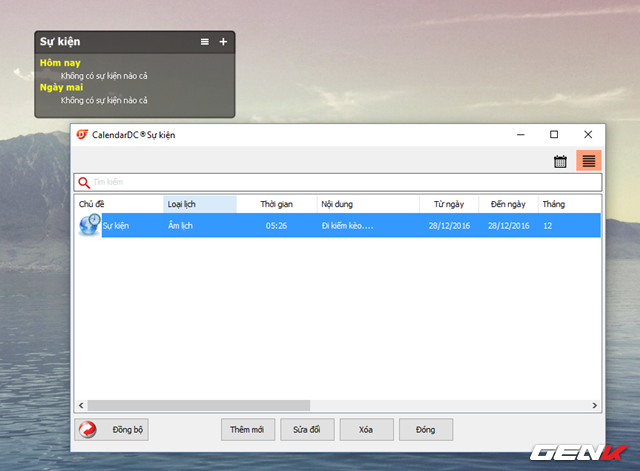 Sự kiện
Hôm nay
Không có sự kiện nào cả
Ngày mai
Không có sự kiện nào cả
CalendarDC® Sự kiện
Tìm kiếm
Chủ đề Loại lịch Thời gian Nội dung Từ ngày Đến ngày Tháng
Sự kiện Âm lịch 05:26 Đi kiếm kèo.... 28/12/2016 28/12/2016 12
Đồng bộ Thêm mới Sửa đổi Xóa Đóng
GENK